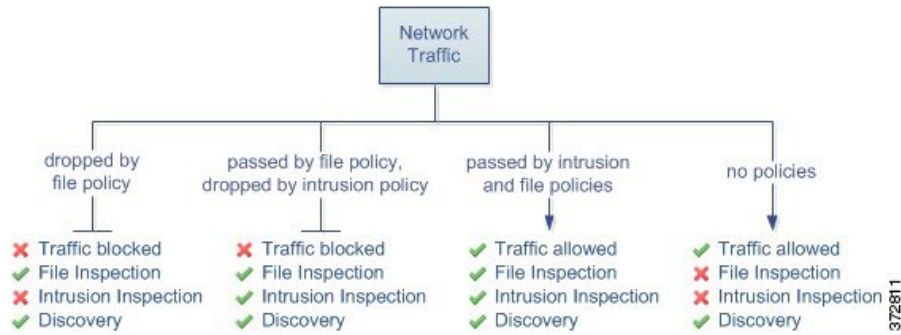 Network
Traffic
dropped by
file policy
passed by file policy,
dropped by intrusion policy
passed by intrusion
and file policies
no policies
Traffic blocked
File Inspection
Intrusion Inspection
Discovery
Traffic blocked
File Inspection
Intrusion Inspection
Discovery
Traffic allowed
File Inspection
Intrusion Inspection
Discovery
Traffic allowed
File Inspection
Intrusion Inspection
Discovery
372811